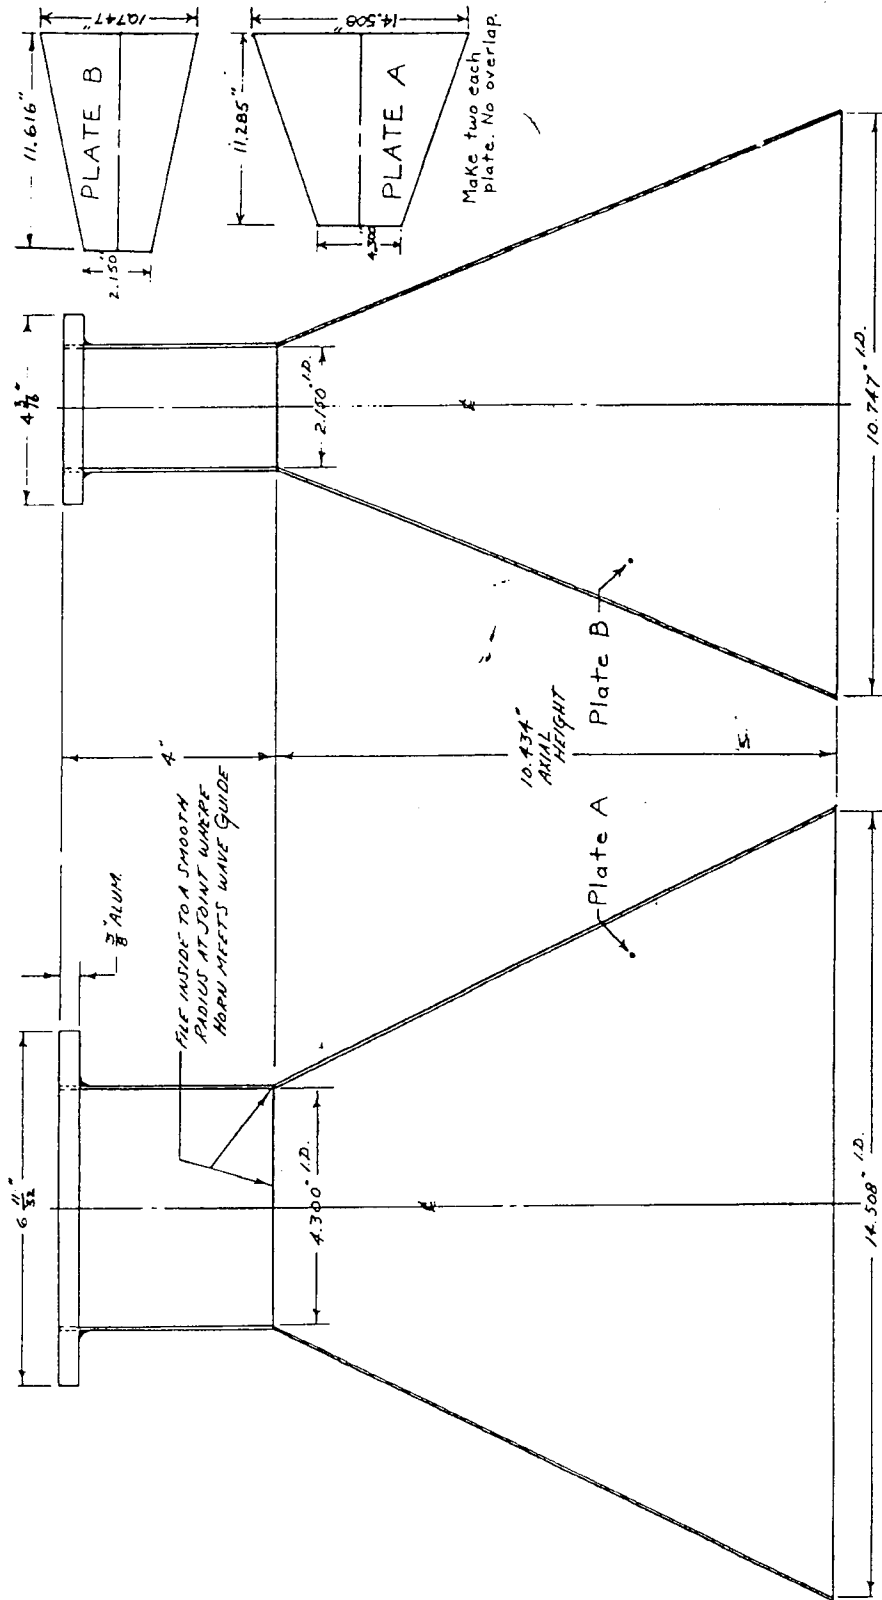 11.616"
10.747"
2.150"
PLATE B
11.285"
14.508"
4.300"
PLATE A
Make two each
plate. No overlap.
4 3/16"
2.150" I.D.
10.747" I.D.
Plate B
4"
10.434"
AXIAL
HEIGHT
Plate A
3/8" ALUM.
FILE INSIDE TO A SMOOTH
RADIUS AT JOINT WHERE
HORN MEETS WAVE GUIDE
6 11/32"
4.300" I.D.
14.508" I.D.